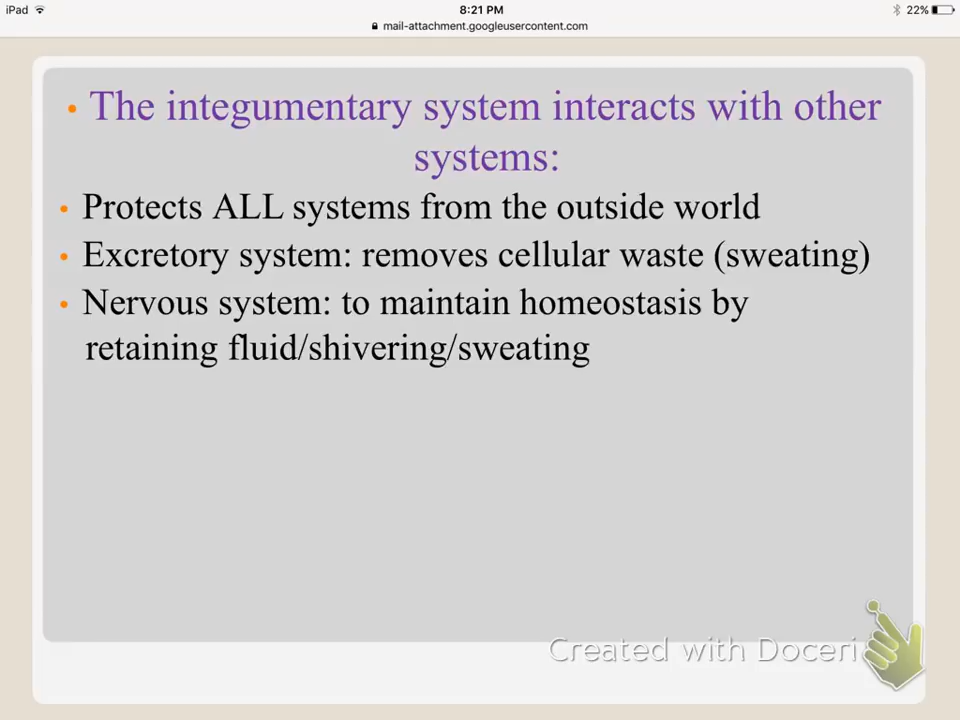 iPad 8:21 PM 22%
mail-attachment.googleusercontent.com
• The integumentary system interacts with other
systems:
• Protects ALL systems from the outside world
• Excretory system: removes cellular waste (sweating)
• Nervous system: to maintain homeostasis by
retaining fluid/shivering/sweating
Created with Doceri